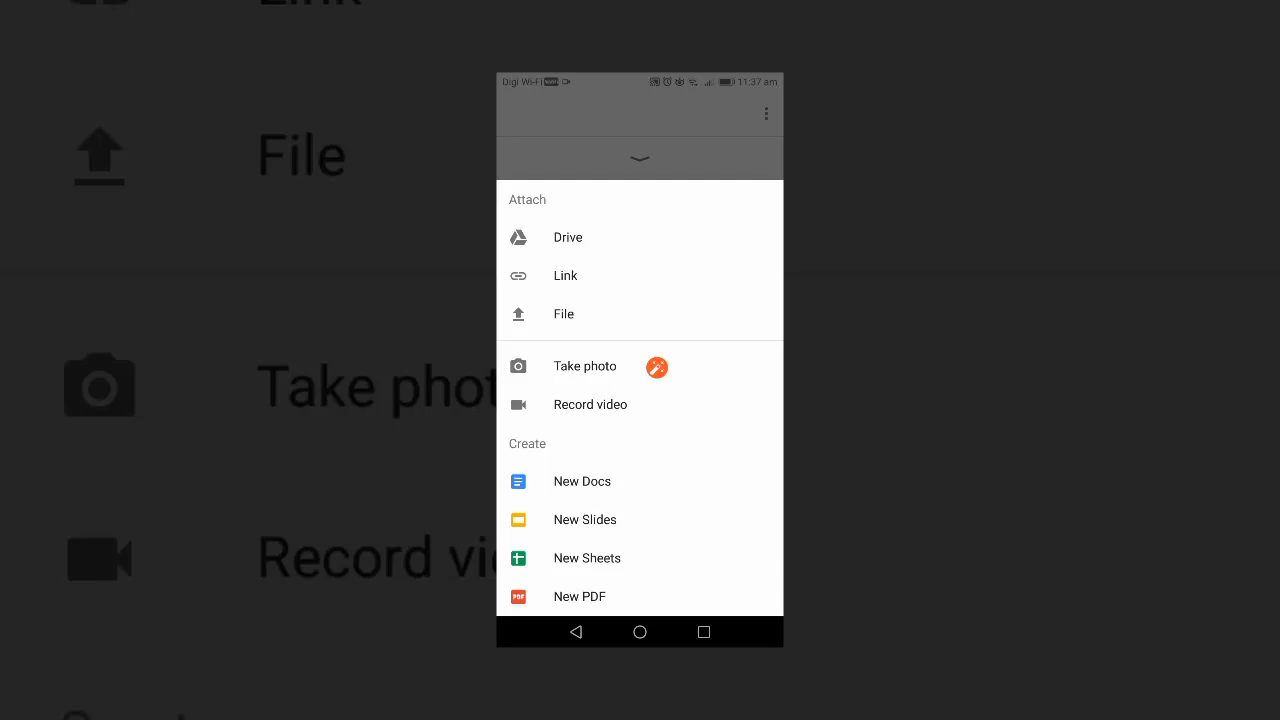 Link
File
Take phot
Record vi
Digi Wi-Fi
11:37 am
Attach
Drive
Link
File
Take photo
Record video
Create
New Docs
New Slides
New Sheets
PDF
New PDF